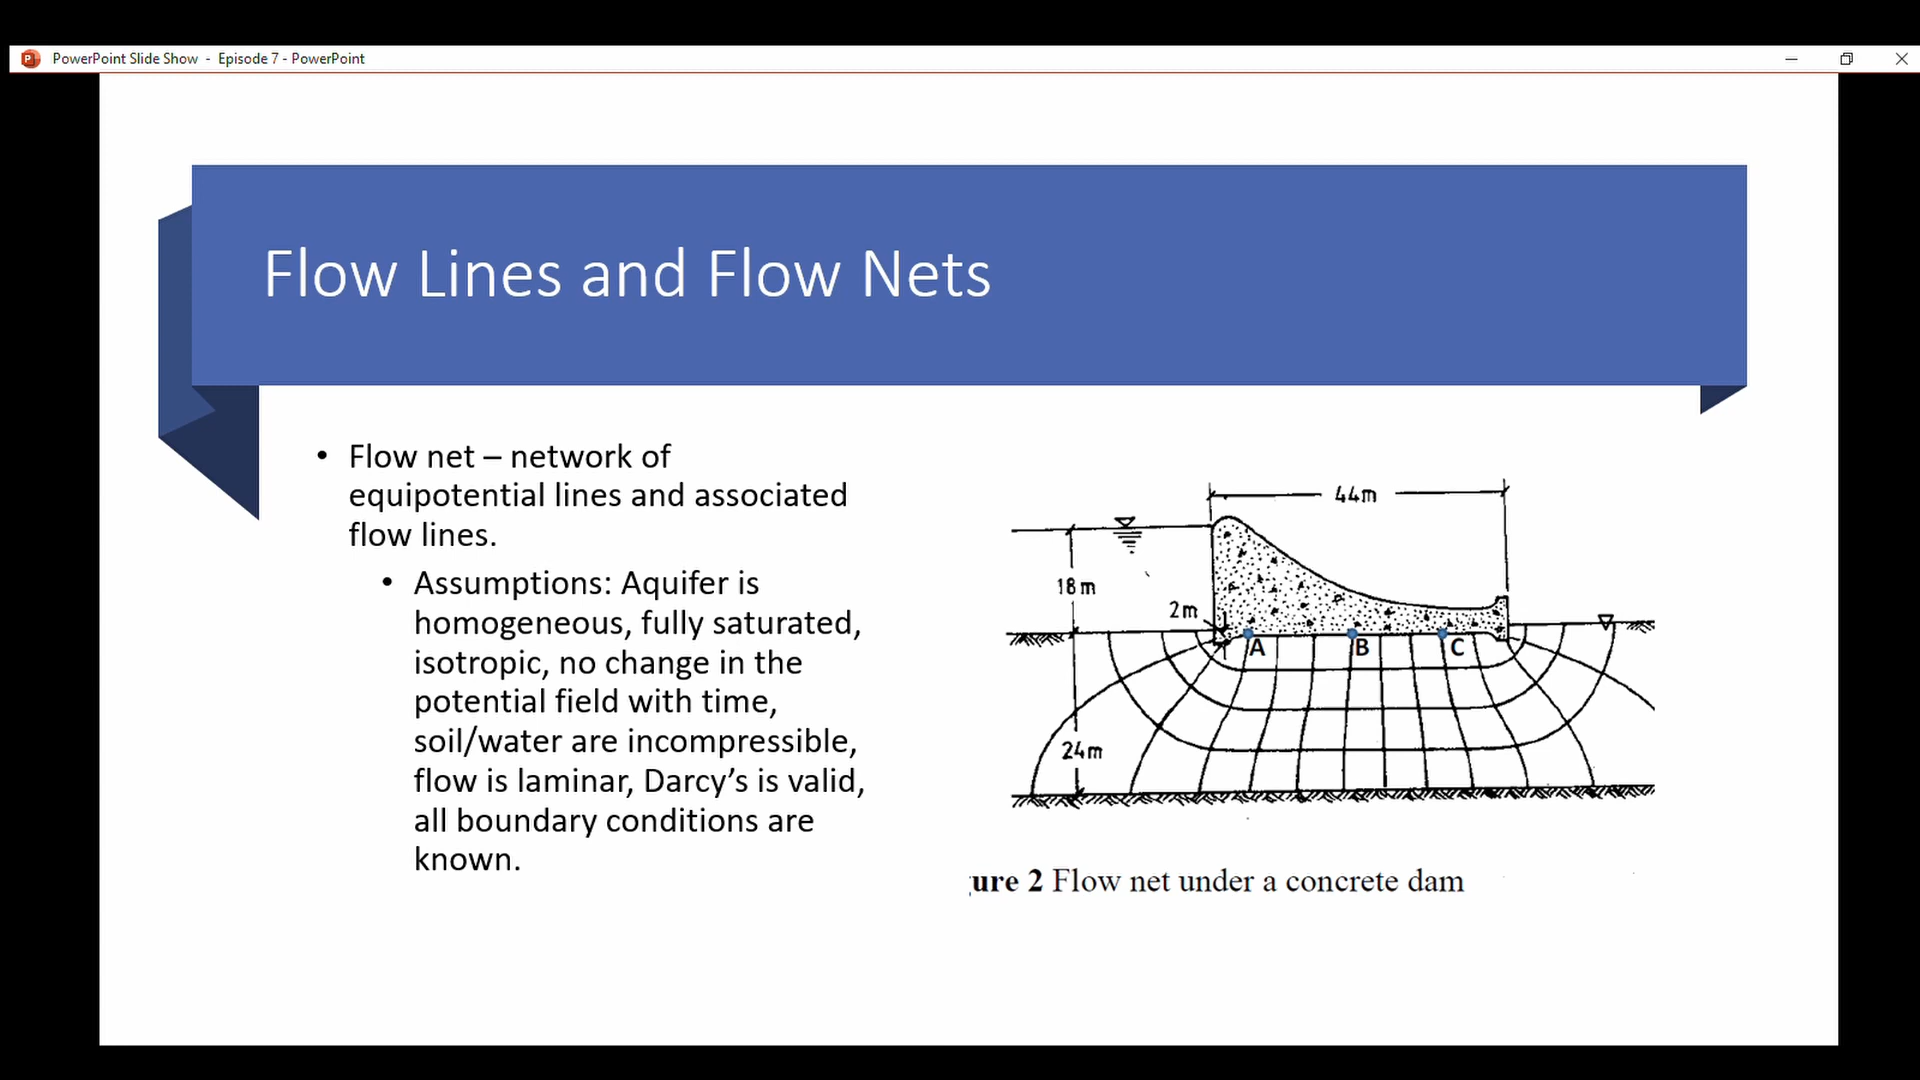 PowerPoint Slide Show - Episode 7 - PowerPoint
Flow Lines and Flow Nets
• Flow net – network of
equipotential lines and associated
flow lines.
• Assumptions: Aquifer is
homogeneous, fully saturated,
isotropic, no change in the
potential field with time,
soil/water are incompressible,
flow is laminar, Darcy’s is valid,
all boundary conditions are
known.
44m
18m
2m
A B C
24m
ure 2 Flow net under a concrete dam